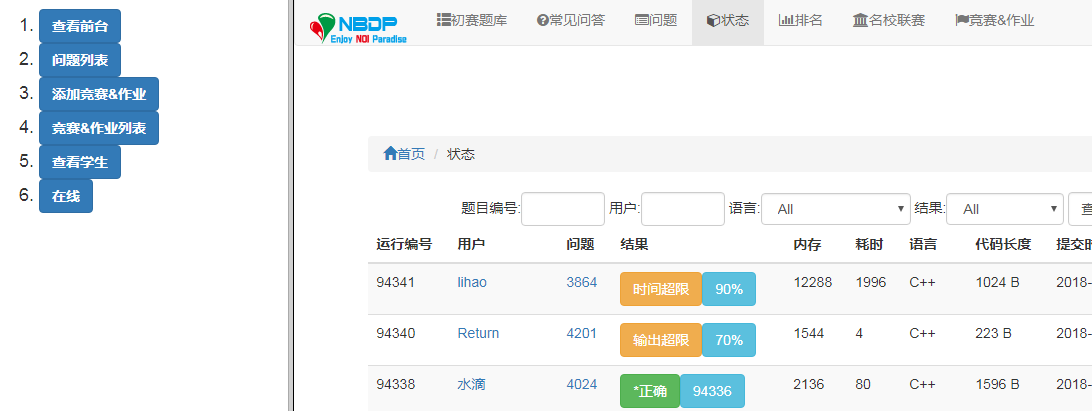 1. 查看前台
2. 问题列表
3. 添加竞赛&作业
4. 竞赛&作业列表
5. 查看学生
6. 在线
NBDP
Enjoy NOI Paradise
初赛题库 常见问答 问题 状态 排名 名校联赛 竞赛&作业
首页 / 状态
题目编号: 用户: 语言: All 结果: All 查
运行编号 用户 问题 结果 内存 耗时 语言 代码长度 提交时
94341 lihao 3864 时间超限 90% 12288 1996 C++ 1024 B 2018-
94340 Return 4201 输出超限 70% 1544 4 C++ 223 B 2018-
94338 水滴 4024 *正确 94336 2136 80 C++ 1596 B 2018-